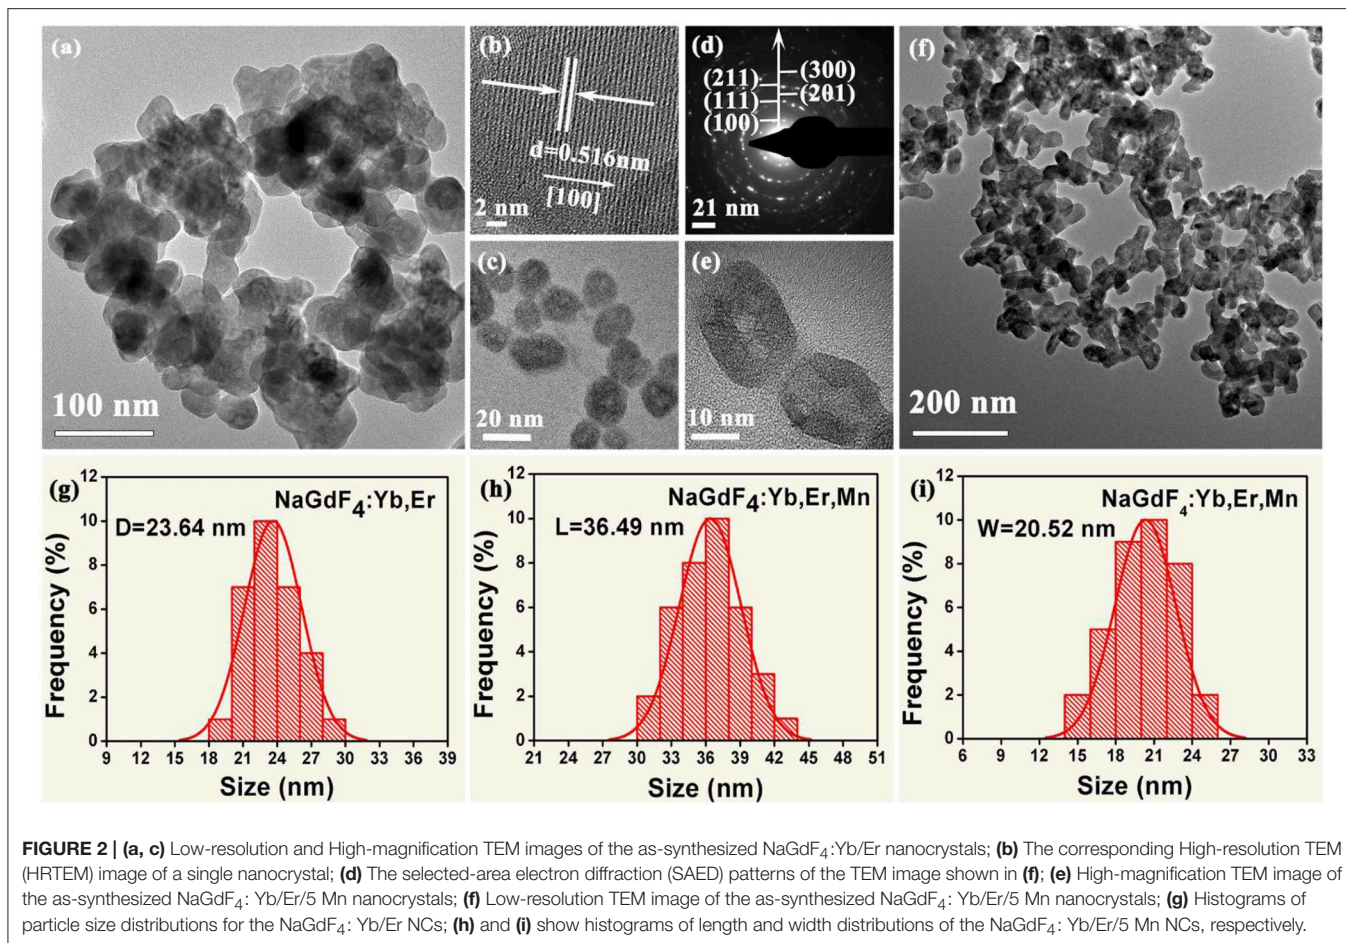 (a)
100 nm
(b)
d=0.516nm
[100]
2 nm
(c)
20 nm
(d)
(211)
(111)
(100)
(300)
(201)
21 nm
(e)
10 nm
(f)
200 nm
(g)
NaGdF4:Yb,Er
D=23.64 nm
Frequency (%)
12
10
8
6
4
2
0
9 12 15 18 21 24 27 30 33 36 39
Size (nm)
(h)
NaGdF4:Yb,Er,Mn
L=36.49 nm
Frequency (%)
12
10
8
6
4
2
0
21 24 27 30 33 36 39 42 45 48 51
Size (nm)
(i)
NaGdF4:Yb,Er,Mn
W=20.52 nm
Frequency (%)
12
10
8
6
4
2
0
6 9 12 15 18 21 24 27 30 33
Size (nm)
FIGURE 2 | (a, c) Low-resolution and High-magnification TEM images of the as-synthesized NaGdF4:Yb/Er nanocrystals; (b) The corresponding High-resolution TEM
(HRTEM) image of a single nanocrystal; (d) The selected-area electron diffraction (SAED) patterns of the TEM image shown in (f); (e) High-magnification TEM image of
the as-synthesized NaGdF4: Yb/Er/5 Mn nanocrystals; (f) Low-resolution TEM image of the as-synthesized NaGdF4: Yb/Er/5 Mn nanocrystals; (g) Histograms of
particle size distributions for the NaGdF4: Yb/Er NCs; (h) and (i) show histograms of length and width distributions of the NaGdF4: Yb/Er/5 Mn NCs, respectively.